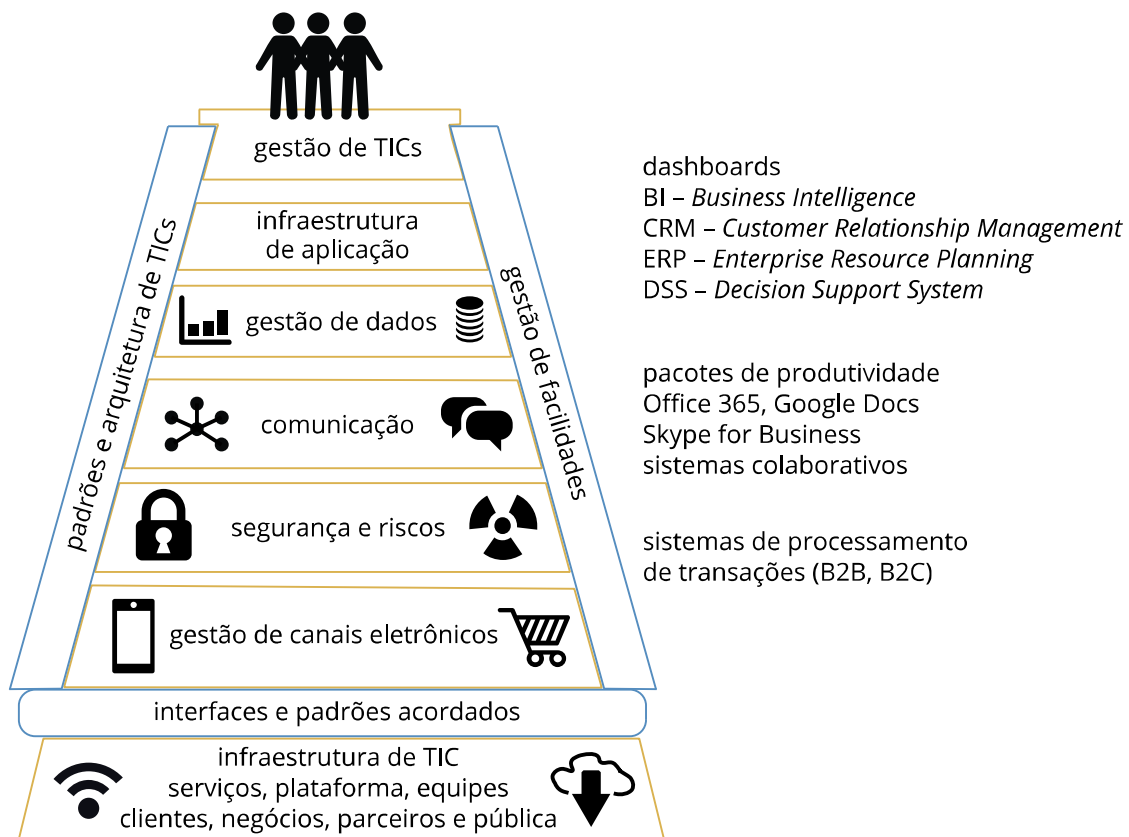 gestão de TICs
infraestrutura
de aplicação
gestão de dados
comunicação
segurança e riscos
gestão de canais eletrônicos
padrões e arquitetura de TICs
gestão de facilidades
interfaces e padrões acordados
infraestrutura de TIC
serviços, plataforma, equipes
clientes, negócios, parceiros e pública
dashboards
BI – Business Intelligence
CRM – Customer Relationship Management
ERP – Enterprise Resource Planning
DSS – Decision Support System
pacotes de produtividade
Office 365, Google Docs
Skype for Business
sistemas colaborativos
sistemas de processamento
de transações (B2B, B2C)